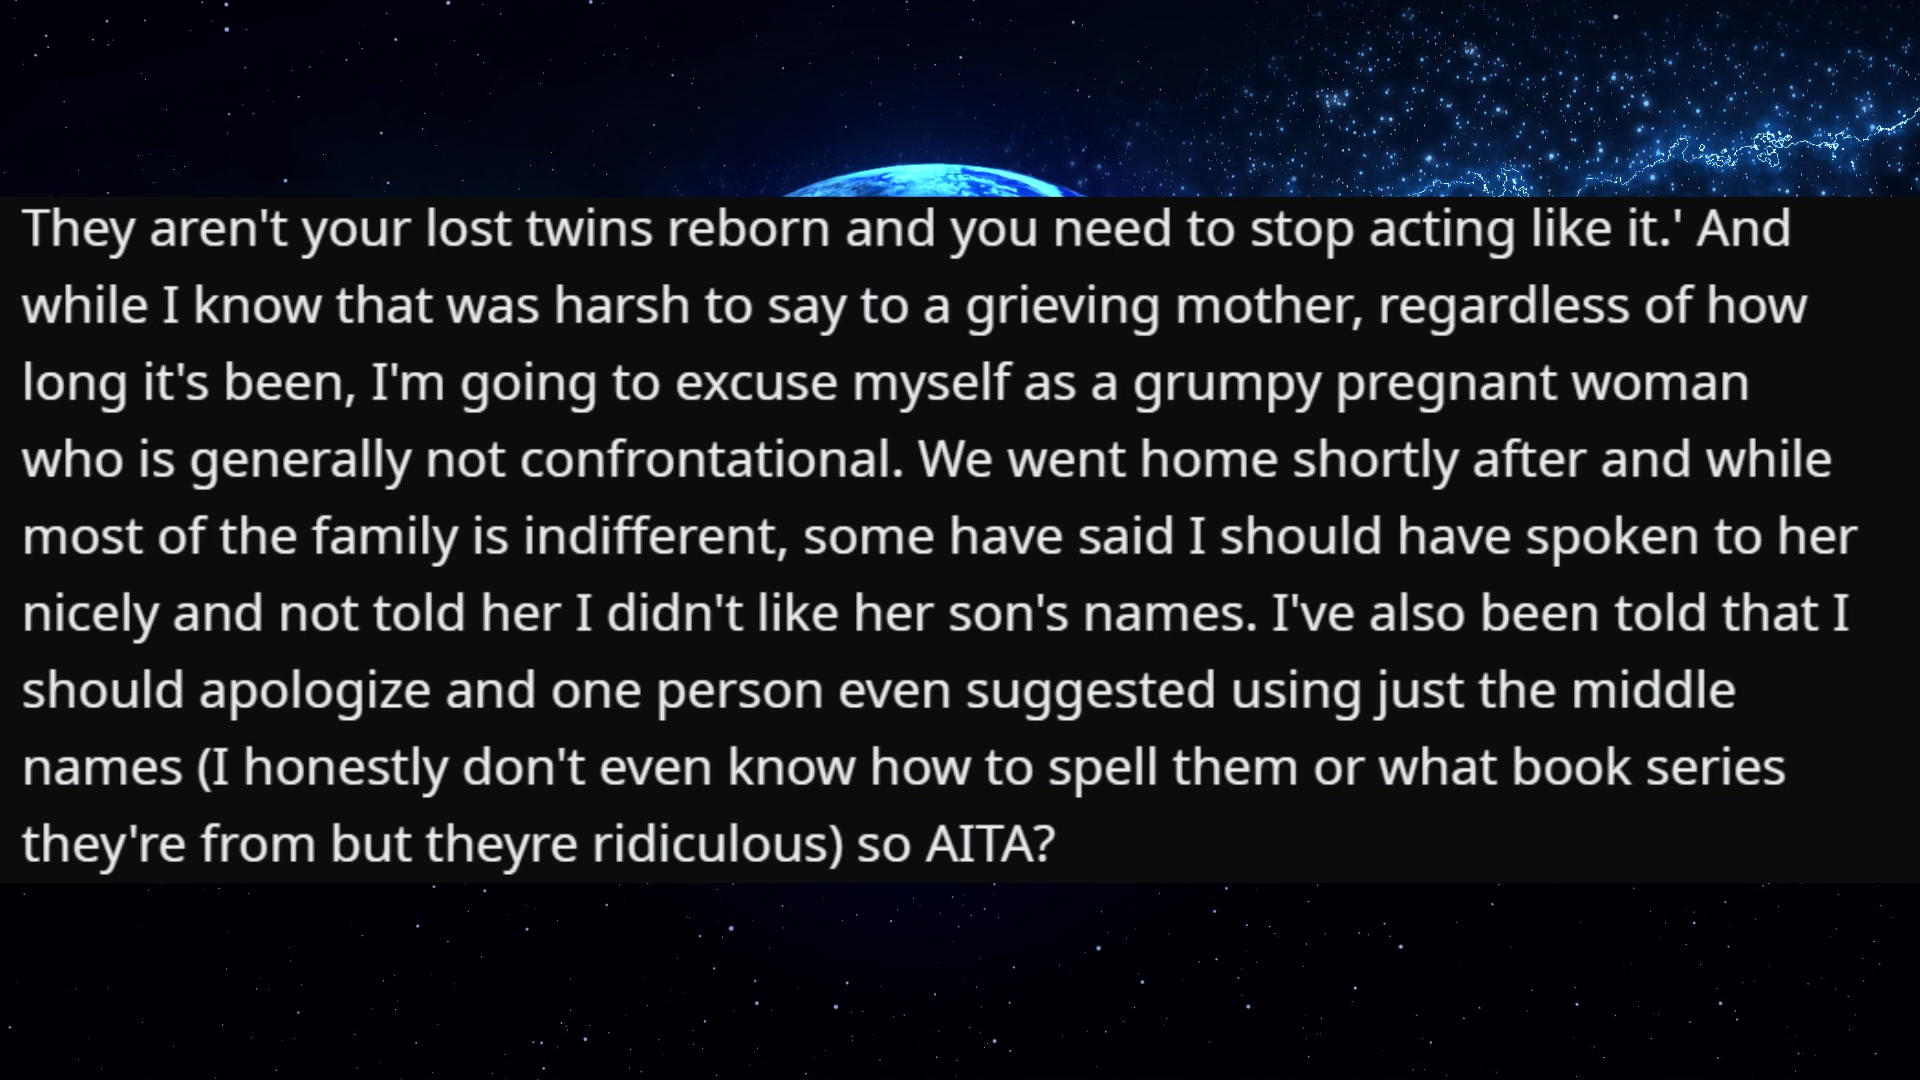 They aren't your lost twins reborn and you need to stop acting like it.' And
while I know that was harsh to say to a grieving mother, regardless of how
long it's been, I'm going to excuse myself as a grumpy pregnant woman
who is generally not confrontational. We went home shortly after and while
most of the family is indifferent, some have said I should have spoken to her
nicely and not told her I didn't like her son's names. I've also been told that I
should apologize and one person even suggested using just the middle
names (I honestly don't even know how to spell them or what book series
they're from but theyre ridiculous) so AITA?